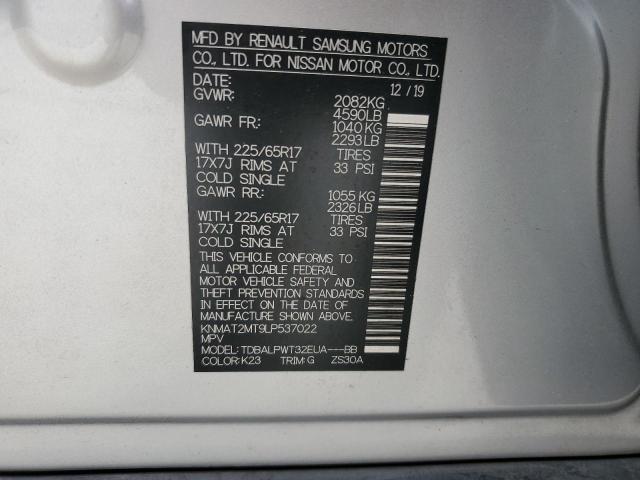 MFD BY RENAULT SAMSUNG MOTORS
CO., LTD. FOR NISSAN MOTOR CO., LTD.
DATE: 12 / 19
GVWR: 2082KG
4590LB
GAWR FR: 1040 KG
2293LB
WITH 225/65R17 TIRES
17X7J RIMS AT 33 PSI
COLD SINGLE
GAWR RR: 1055 KG
2326LB
WITH 225/65R17 TIRES
17X7J RIMS AT 33 PSI
COLD SINGLE
THIS VEHICLE CONFORMS TO
ALL APPLICABLE FEDERAL
MOTOR VEHICLE SAFETY AND
THEFT PREVENTION STANDARDS
IN EFFECT ON THE DATE OF
MANUFACTURE SHOWN ABOVE.
KNMAT2MT9LP537022
MPV
MODEL: TDBALPWT32EUA---BB
COLOR: K23 TRIM: G ZS30A